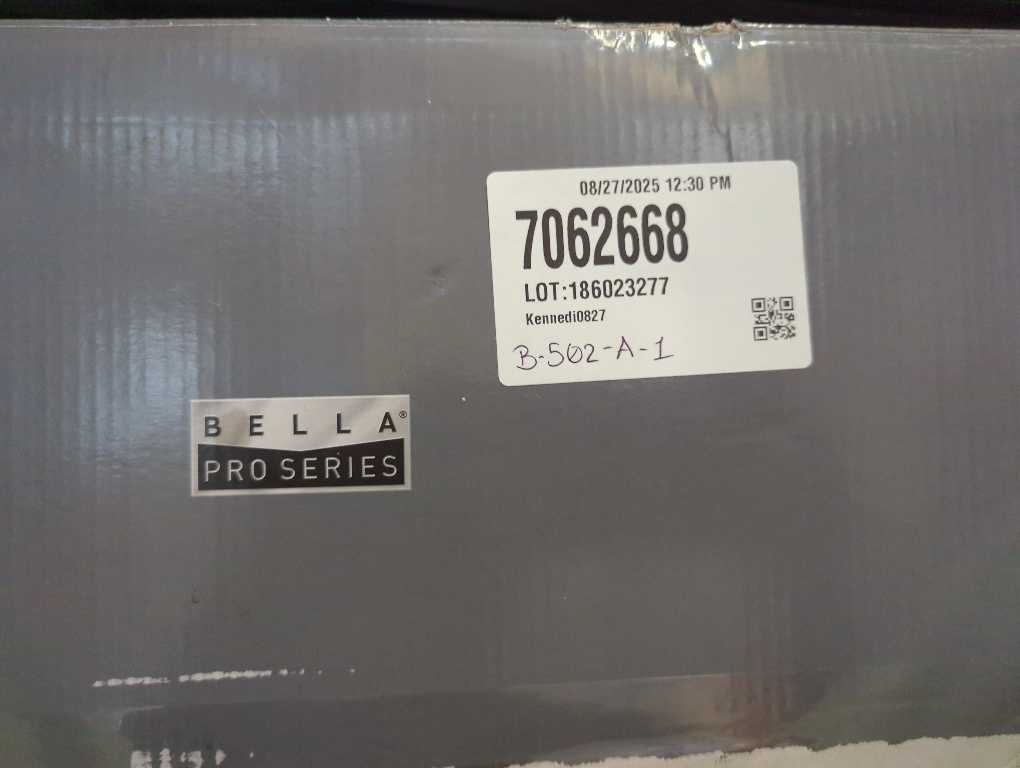 08/27/2025 12:30 PM
7062668
LOT:186023277
Kennedi0827
B-502-A-1
BELLA®
PRO SERIES